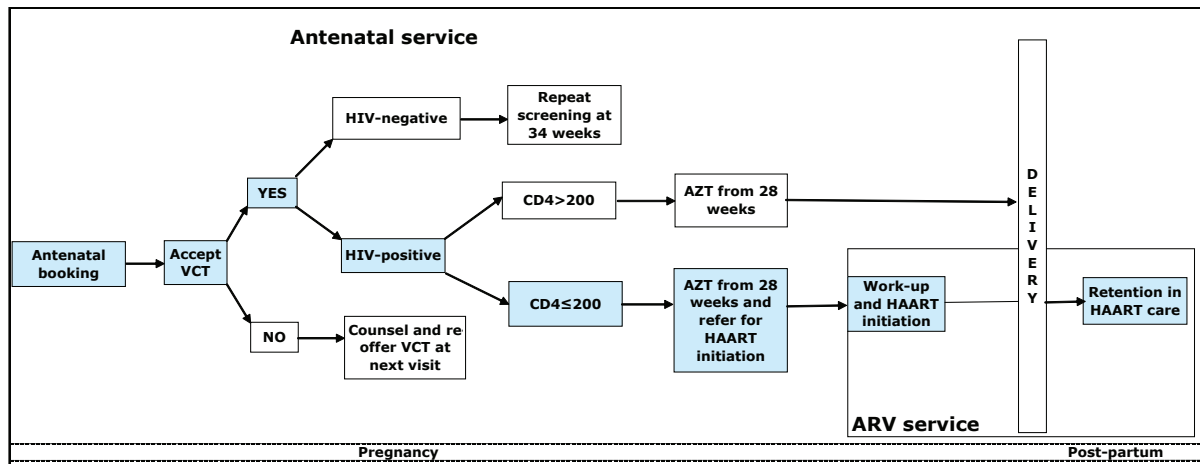 Antenatal service
HIV-negative
Repeat
screening at
34 weeks
YES
CD4>200
AZT from 28
weeks
Antenatal
booking
Accept
VCT
HIV-positive
CD4≤200
AZT from 28
weeks and
refer for
HAART
initiation
Work-up
and HAART
initiation
D
E
L
I
V
E
R
Y
Retention in
HAART care
NO
Counsel and re-
offer VCT at
next visit
ARV service
Pregnancy
Post-partum